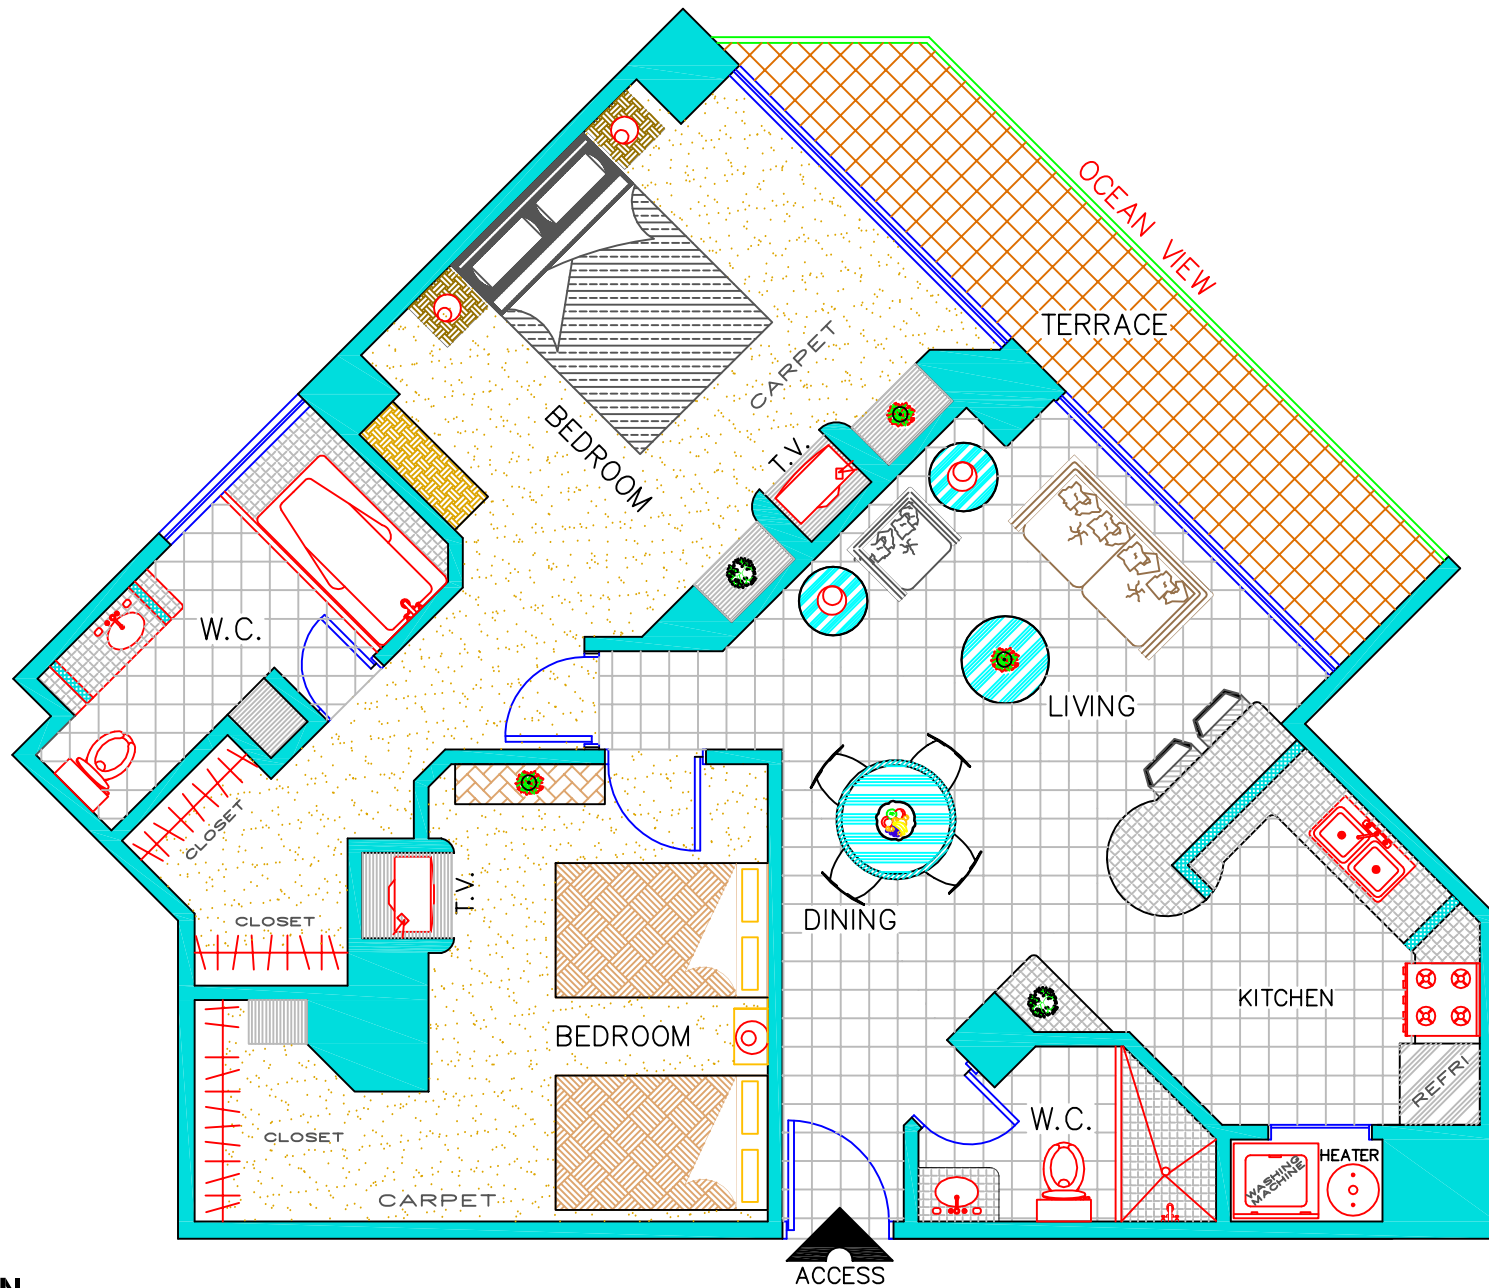 OCEAN VIEW
TERRACE
CARPET
BEDROOM
T.V.
W.C.
LIVING
CLOSET
T.V.
CLOSET
DINING
KITCHEN
BEDROOM
REFRI
W.C.
CLOSET
HEATER
WASHING
MACHINE
CARPET
ACCESS
N